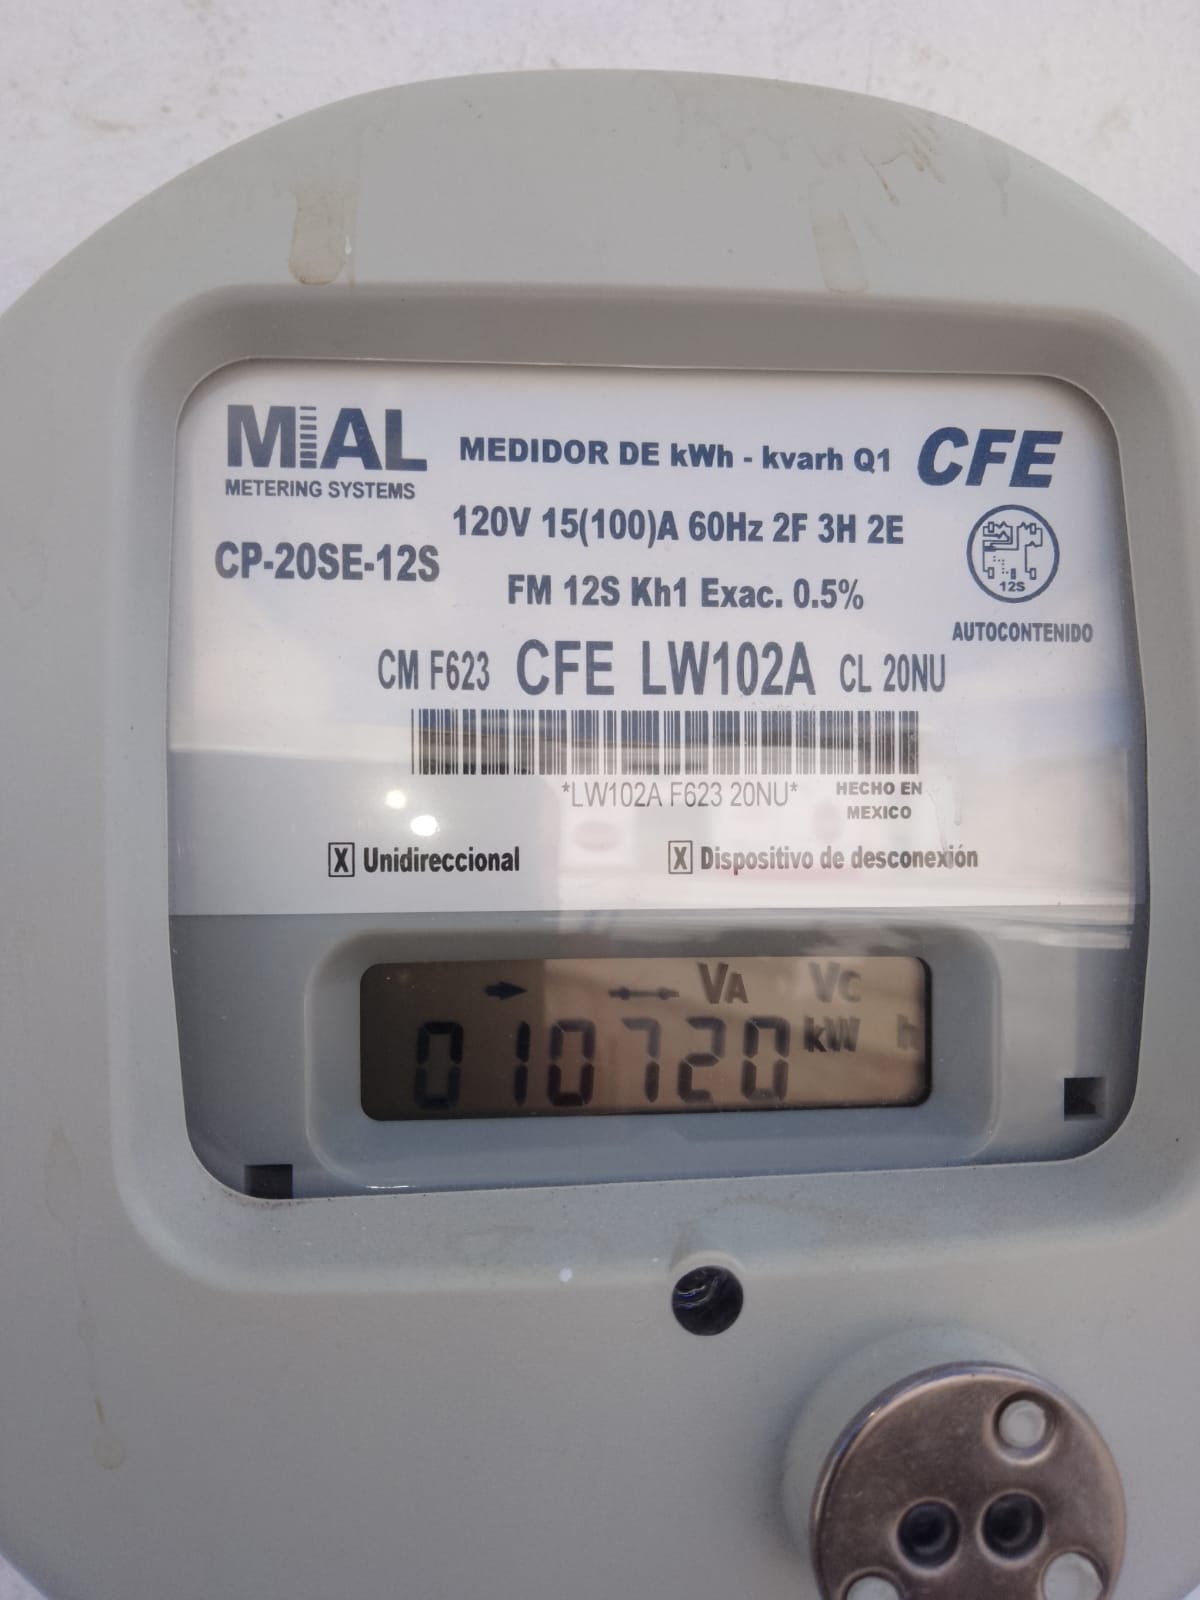 MIAL
METERING SYSTEMS
MEDIDOR DE kWh - kvarh Q1
CFE
CP-20SE-12S
120V 15(100)A 60Hz 2F 3H 2E
FM 12S Kh1 Exac. 0.5%
12S
AUTOCONTENIDO
CM F623 CFE LW102A CL 20NU
*LW102A F623 20NU*
HECHO EN
MEXICO
X Unidireccional
X Dispositivo de desconexión
VA VC
010720 kW h